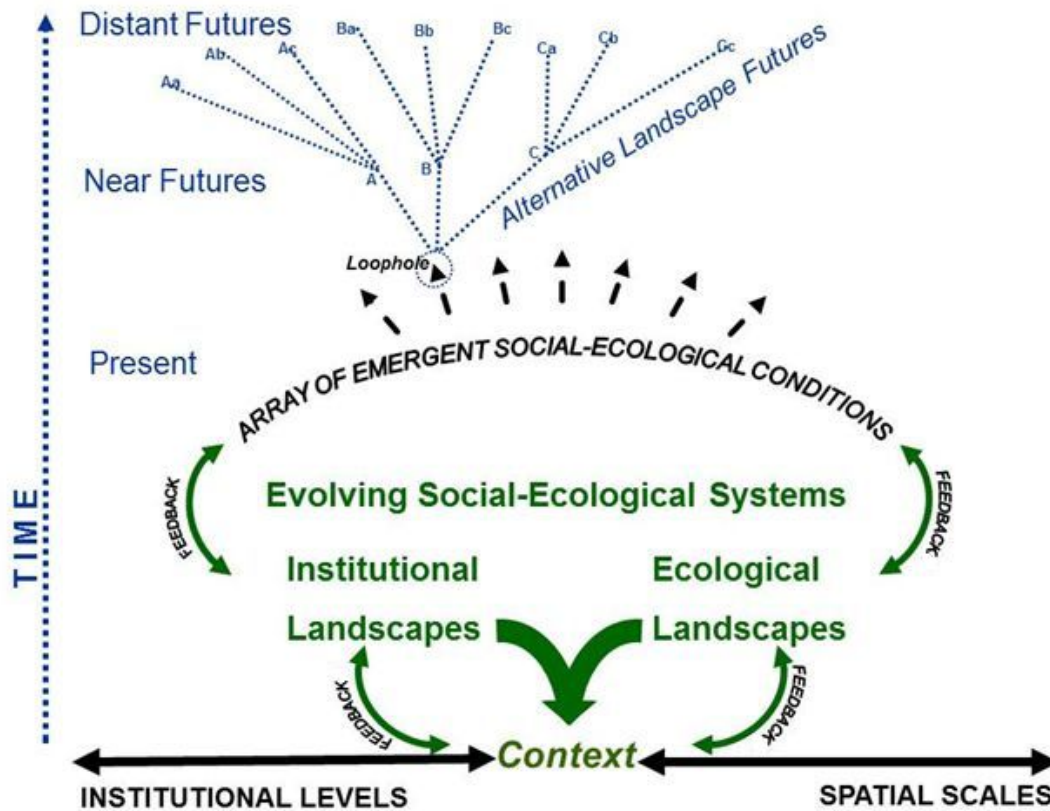 Distant Futures
Aa
Ab
Ac
Ba
Bb
Bc
Ca
Cb
Cc
Alternative Landscape Futures
Near Futures
A
B
C
Loophole
Present
ARRAY OF EMERGENT SOCIAL-ECOLOGICAL CONDITIONS
FEEDBACK
FEEDBACK
Evolving Social-Ecological Systems
Institutional
Landscapes
Ecological
Landscapes
FEEDBACK
FEEDBACK
Context
TIME
INSTITUTIONAL LEVELS
SPATIAL SCALES